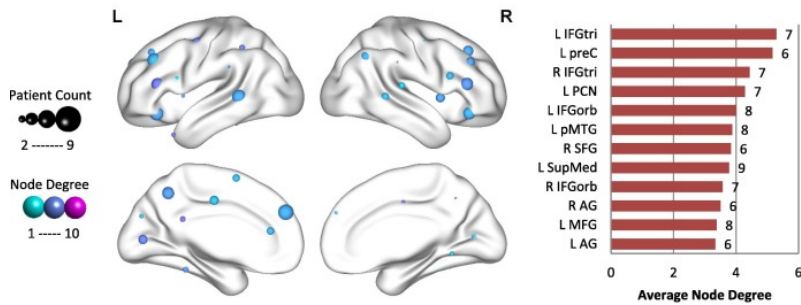 L
R
Patient Count
2 ------- 9
Node Degree
1 ----- 10
L IFGtri 7
L preC 6
R IFGtri 7
L PCN 7
L IFGorb 8
L pMTG 8
R SFG 6
L SupMed 9
R IFGorb 7
R AG 6
L MFG 8
L AG 6
0 2 4 6
Average Node Degree